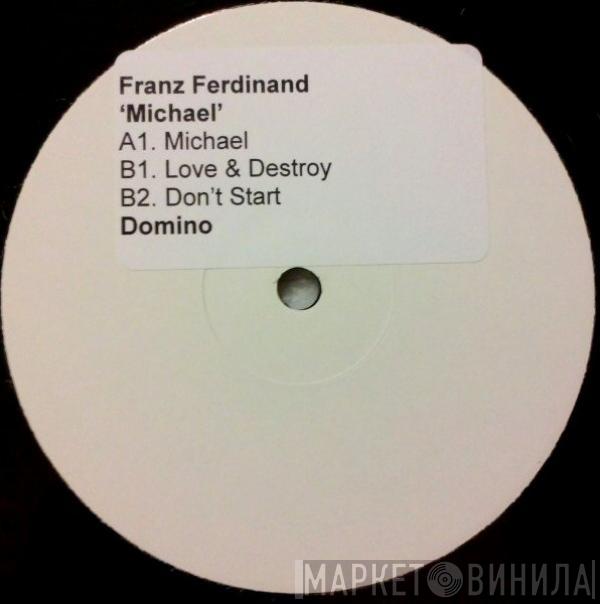 Franz Ferdinand
‘Michael’
A1. Michael
B1. Love & Destroy
B2. Don’t Start
Domino
МАРКЕТ ВИНИЛА